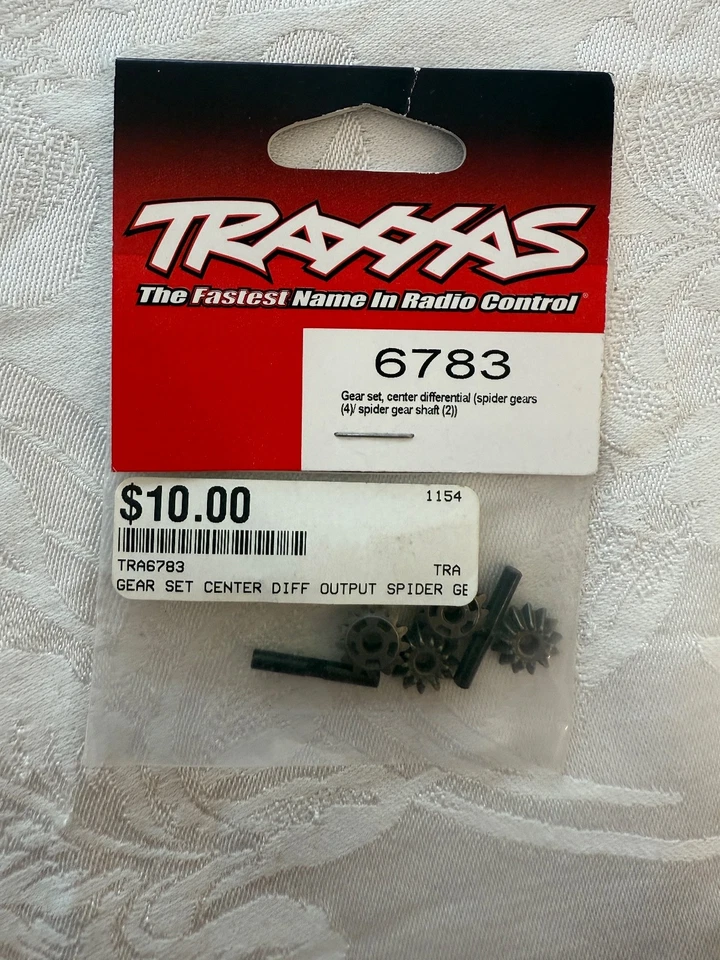 TRAXXAS
The Fastest Name In Radio Control®
6783
Gear set, center differential (spider gears
(4)/ spider gear shaft (2))
$10.00 1154
TRA6783 TRA
GEAR SET CENTER DIFF OUTPUT SPIDER GE